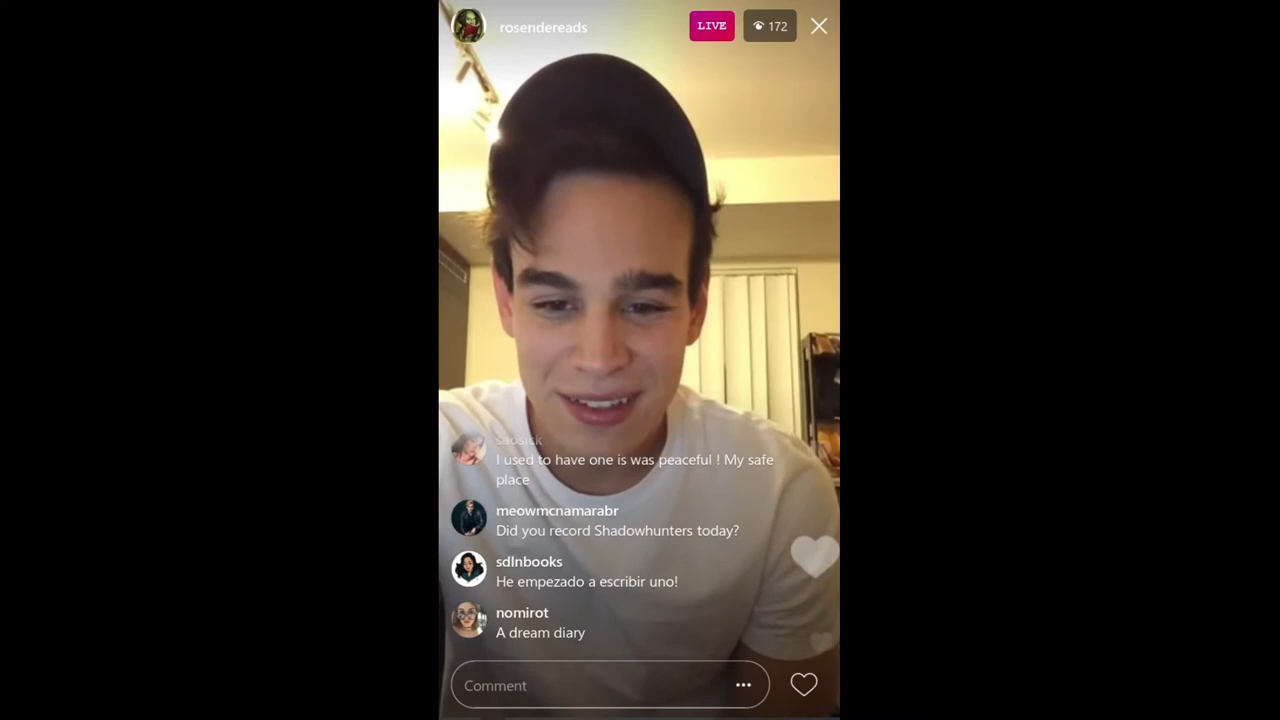 rosendereads
LIVE
172
saosick
I used to have one is was peaceful ! My safe
place
meowmcnamarabr
Did you record Shadowhunters today?
sdlnbooks
He empezado a escribir uno!
nomirot
A dream diary
Comment